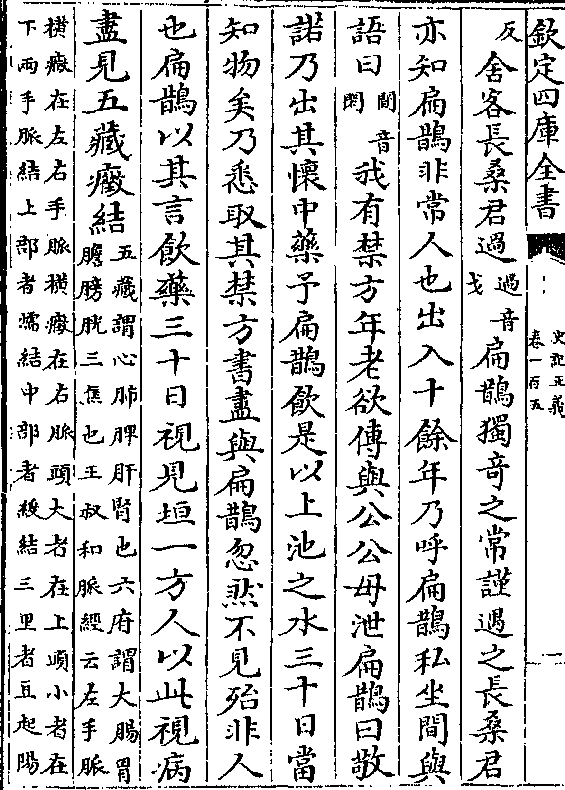 欽定四庫全書
史記正義
卷一百五
一
反舍客長桑君過過音戈扁鵲獨奇之常謹遇之長桑君
亦知扁鵲非常人也出入十餘年乃呼扁鵲私坐間與
語曰間音閑我有禁方年老欲傳與公公毋泄扁鵲曰敬
諾乃出其懷中藥予扁鵲飲是以上池之水三十日當
知物矣乃悉取其禁方書盡與扁鵲忽然不見殆非人
也扁鵲以其言飲藥三十日視見垣一方人以此視病
盡見五藏癥結五藏謂心肺脾肝腎也六府謂大腸胃
膽膀胱三焦也王叔和脈經云左手脈
橫癥在左右手脈橫癥在右脈頭大者在上頭小者在
下兩手脈結上部者濡結中部者緩結三里者豆起陽